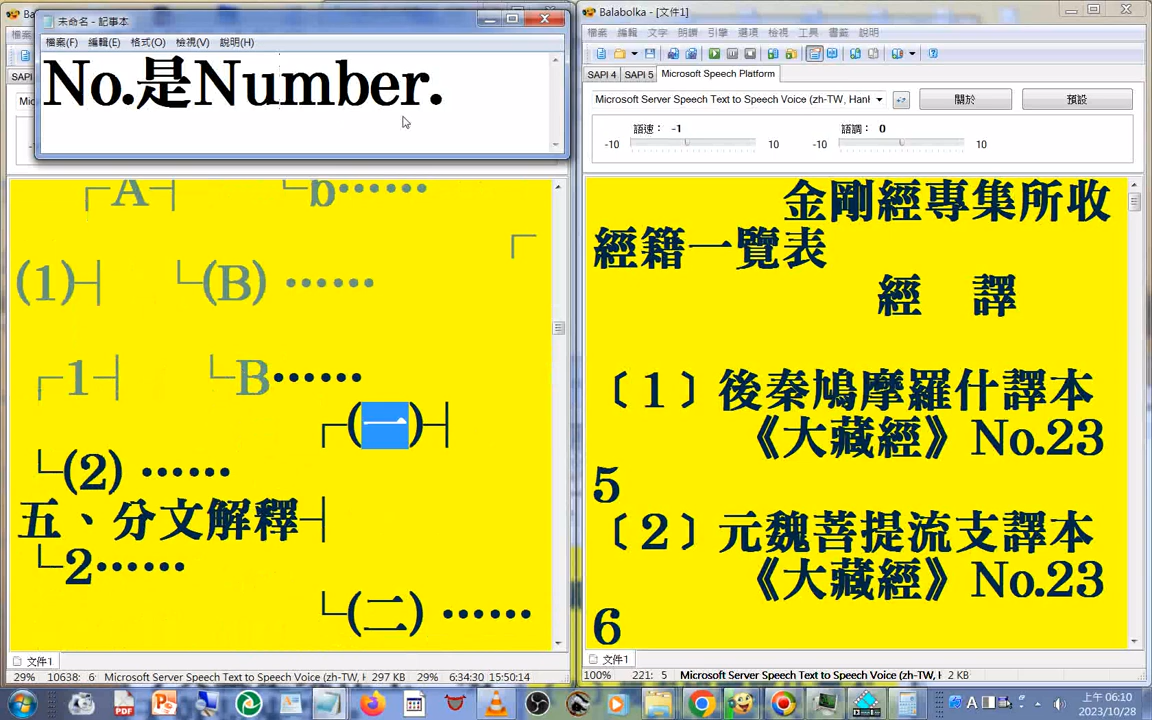 未命名 - 記事本
檔案(F) 編輯(E) 格式(O) 檢視(V) 說明(H)
No.是Number.
Balabolka - [文件1]
檔案 編輯 文字 朗讀 引擎 選項 檢視 工具 書籤 說明
SAPI 4 SAPI 5 Microsoft Speech Platform
Microsoft Server Speech Text to Speech Voice (zh-TW, HanH
關於 預設
語速： -1 語調： 0
-10 10 -10 10
┌A┤ └b……
┌
(1)┤ └(B) ……
┌1┤ └B……
┌(一)┤
└(2) ……
五、分文解釋┤
└2……
└(二) ……
文件1
29% 10638: 6 Microsoft Server Speech Text to Speech Voice (zh-TW, H 297 KB 29% 6:34:30 15:50:14
金剛經專集所收
經籍一覽表
經 譯
〔１〕後秦鳩摩羅什譯本
《大藏經》No.23
5
〔２〕元魏菩提流支譯本
《大藏經》No.23
6
文件1
100% 221: 5 Microsoft Server Speech Text to Speech Voice (zh-TW, H 2 KB
上午 06:10
2023/10/28